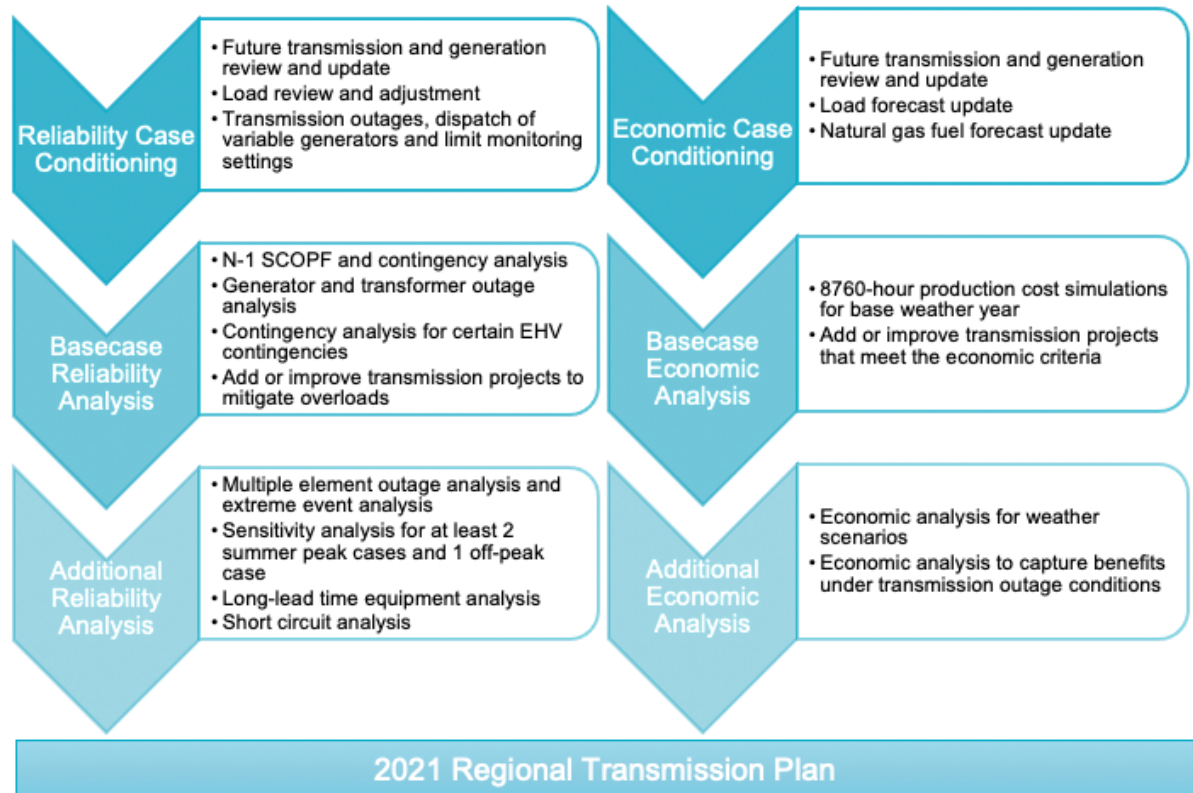 Reliability Case
Conditioning
• Future transmission and generation
review and update
• Load review and adjustment
• Transmission outages, dispatch of
variable generators and limit monitoring
settings
Economic Case
Conditioning
• Future transmission and generation
review and update
• Load forecast update
• Natural gas fuel forecast update
Basecase
Reliability
Analysis
• N-1 SCOPF and contingency analysis
• Generator and transformer outage
analysis
• Contingency analysis for certain EHV
contingencies
• Add or improve transmission projects to
mitigate overloads
Basecase
Economic
Analysis
• 8760-hour production cost simulations
for base weather year
• Add or improve transmission projects
that meet the economic criteria
Additional
Reliability
Analysis
• Multiple element outage analysis and
extreme event analysis
• Sensitivity analysis for at least 2
summer peak cases and 1 off-peak
case
• Long-lead time equipment analysis
• Short circuit analysis
Additional
Economic
Analysis
• Economic analysis for weather
scenarios
• Economic analysis to capture benefits
under transmission outage conditions
2021 Regional Transmission Plan